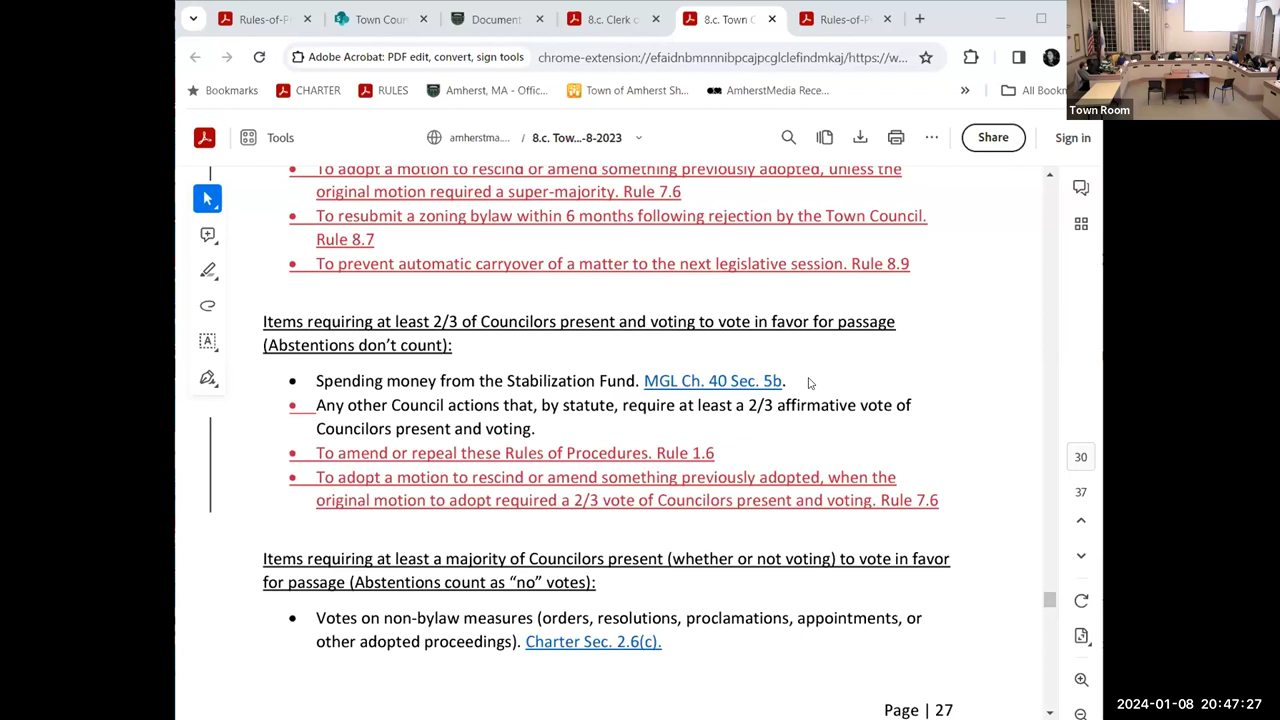 Rules-of-P
Town Cou
Document
8.c. Clerk c
8.c. Town C
Rules-of-P
Adobe Acrobat: PDF edit, convert, sign tools
chrome-extension://efaidnbmnnnibpcajpcglclefindmkaj/https://w...
Bookmarks
CHARTER
RULES
Amherst, MA - Offic...
Town of Amherst Sh...
AmherstMedia Rece...
»
All Bookm
Town Room
Tools
amherstma...
/ 8.c. Tow...-8-2023
Share
Sign in
• To adopt a motion to rescind or amend something previously adopted, unless the
original motion required a super-majority. Rule 7.6
• To resubmit a zoning bylaw within 6 months following rejection by the Town Council.
Rule 8.7
• To prevent automatic carryover of a matter to the next legislative session. Rule 8.9
Items requiring at least 2/3 of Councilors present and voting to vote in favor for passage
(Abstentions don’t count):
• Spending money from the Stabilization Fund. MGL Ch. 40 Sec. 5b.
• Any other Council actions that, by statute, require at least a 2/3 affirmative vote of
Councilors present and voting.
• To amend or repeal these Rules of Procedures. Rule 1.6
• To adopt a motion to rescind or amend something previously adopted, when the
original motion to adopt required a 2/3 vote of Councilors present and voting. Rule 7.6
30
37
Items requiring at least a majority of Councilors present (whether or not voting) to vote in favor
for passage (Abstentions count as “no” votes):
• Votes on non-bylaw measures (orders, resolutions, proclamations, appointments, or
other adopted proceedings). Charter Sec. 2.6(c).
Page | 27
2024-01-08 20:47:27